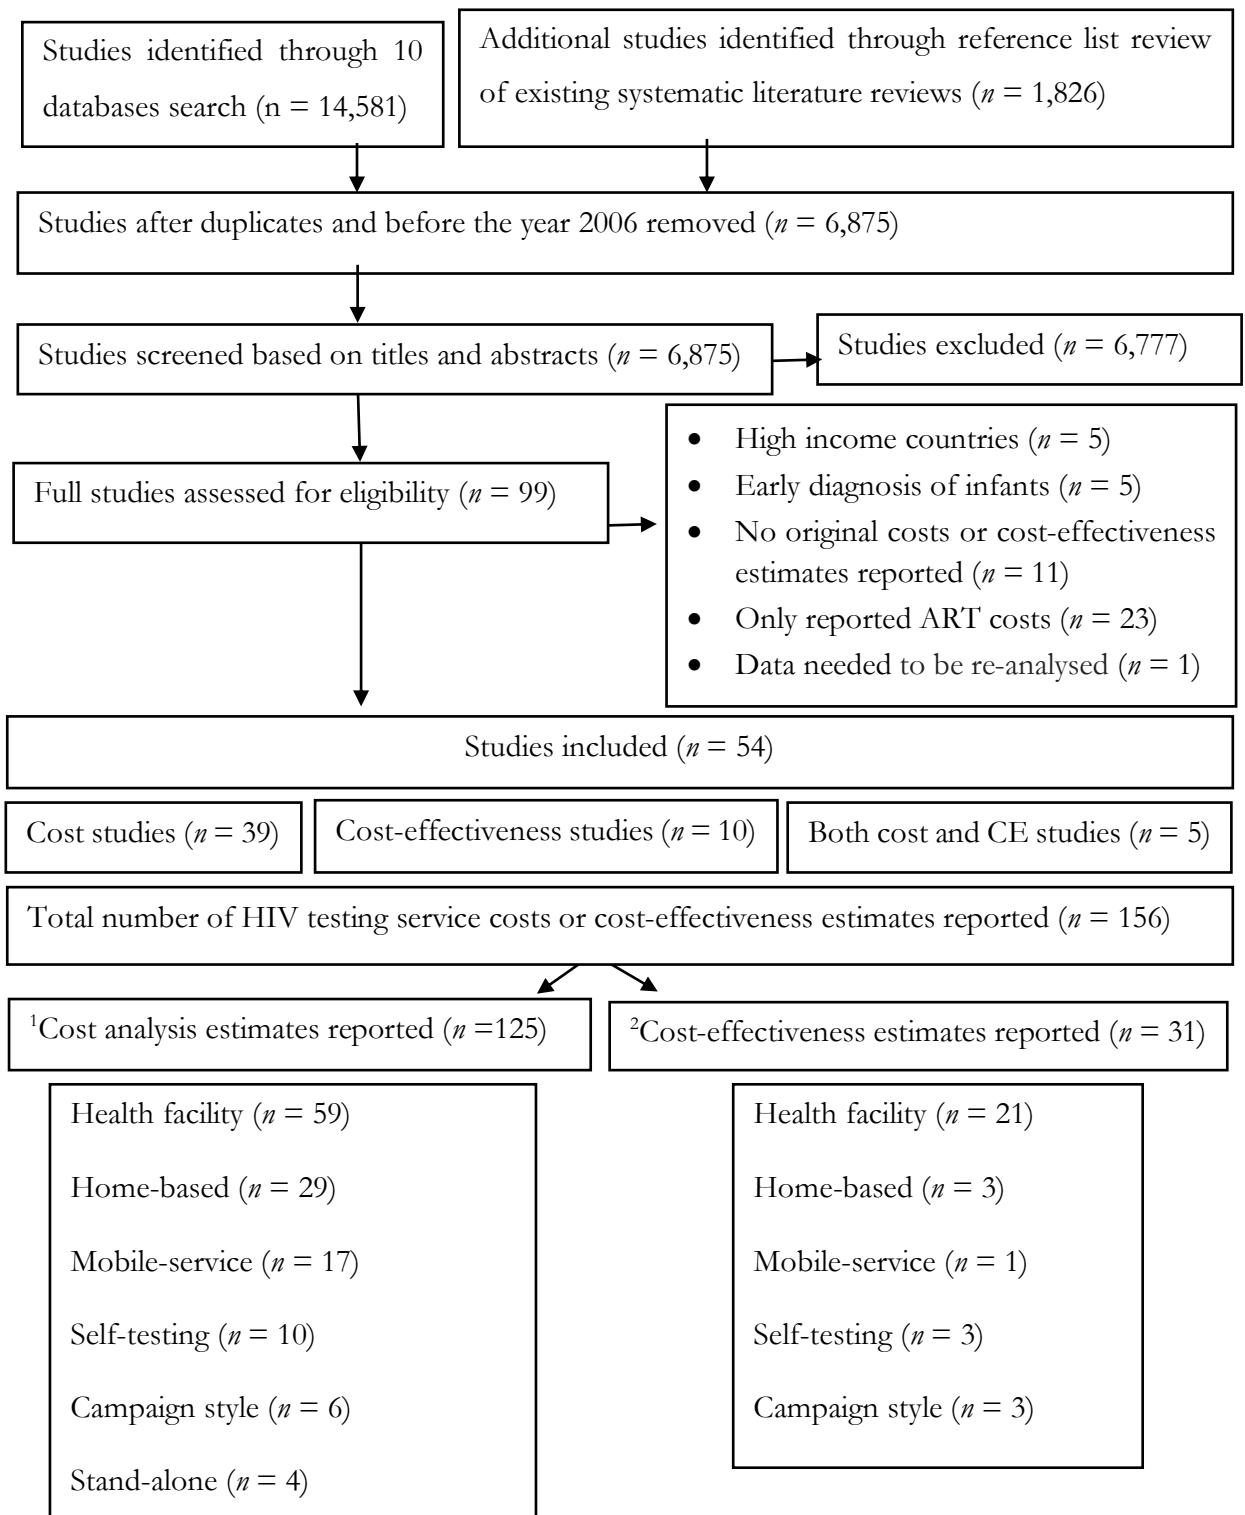 Studies identified through 10
databases search (n = 14,581)
Additional studies identified through reference list review
of existing systematic literature reviews (n = 1,826)
Studies after duplicates and before the year 2006 removed (n = 6,875)
Studies screened based on titles and abstracts (n = 6,875)
Studies excluded (n = 6,777)
Full studies assessed for eligibility (n = 99)
• High income countries (n = 5)
• Early diagnosis of infants (n = 5)
• No original costs or cost-effectiveness
estimates reported (n = 11)
• Only reported ART costs (n = 23)
• Data needed to be re-analysed (n = 1)
Studies included (n = 54)
Cost studies (n = 39)
Cost-effectiveness studies (n = 10)
Both cost and CE studies (n = 5)
Total number of HIV testing service costs or cost-effectiveness estimates reported (n = 156)
¹Cost analysis estimates reported (n =125)
²Cost-effectiveness estimates reported (n = 31)
Health facility (n = 59)
Home-based (n = 29)
Mobile-service (n = 17)
Self-testing (n = 10)
Campaign style (n = 6)
Stand-alone (n = 4)
Health facility (n = 21)
Home-based (n = 3)
Mobile-service (n = 1)
Self-testing (n = 3)
Campaign style (n = 3)